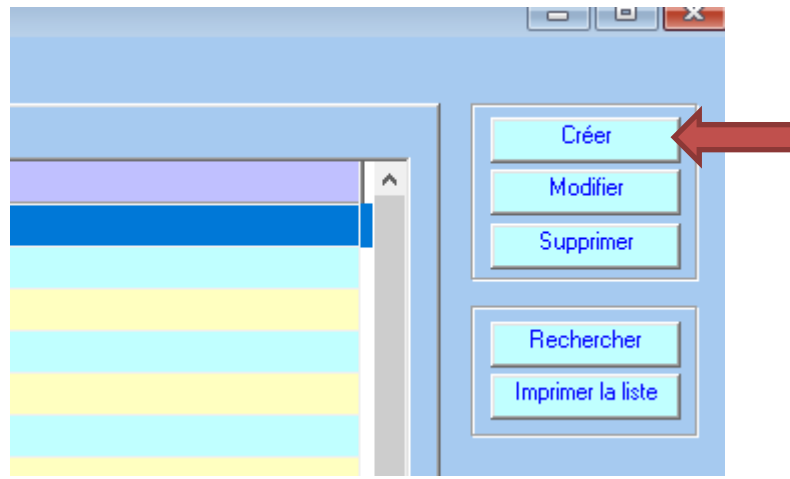 Créer
Modifier
Supprimer
Rechercher
Imprimer la liste